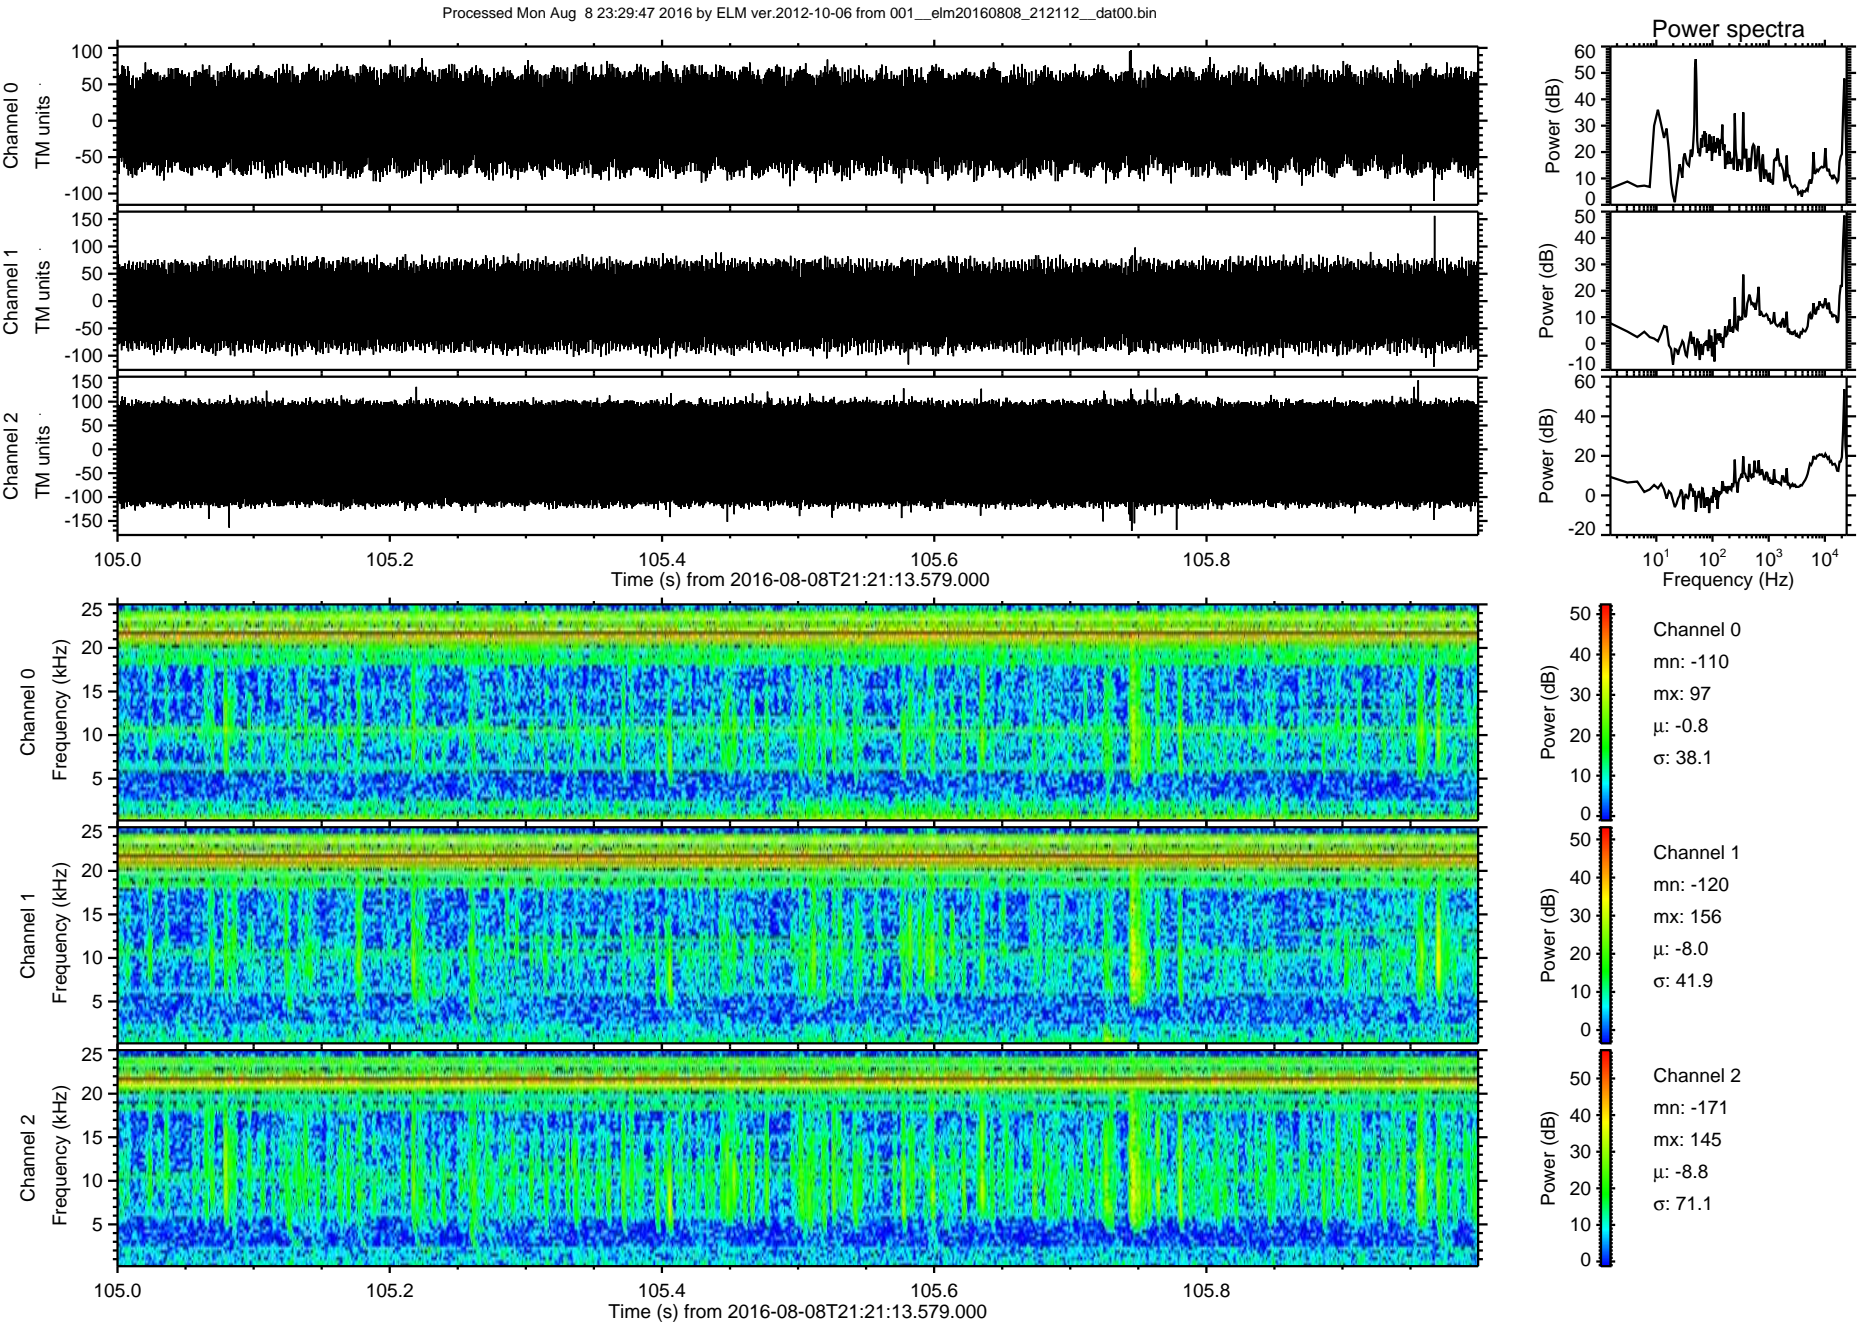 Processed Mon Aug  8 23:29:47 2016 by ELM ver.2012-10-06 from 001__elm20160808_212112__dat00.bin
Power spectra
Channel 0
TM units
100
50
0
-50
-100
Power (dB)
60
50
40
30
20
10
0
Channel 1
TM units
150
100
50
0
-50
-100
Power (dB)
50
40
30
20
10
0
-10
Channel 2
TM units
150
100
50
0
-50
-100
-150
Power (dB)
60
40
20
0
-20
105.0 105.2 105.4 105.6 105.8
Time (s) from 2016-08-08T21:21:13.579.000
10¹ 10² 10³ 10⁴
Frequency (Hz)
Channel 0
Frequency (kHz)
25
20
15
10
5
Power (dB)
50
40
30
20
10
0
Channel 0
mn: -110
mx: 97
μ: -0.8
σ: 38.1
Channel 1
Frequency (kHz)
25
20
15
10
5
Power (dB)
50
40
30
20
10
0
Channel 1
mn: -120
mx: 156
μ: -8.0
σ: 41.9
Channel 2
Frequency (kHz)
25
20
15
10
5
Power (dB)
50
40
30
20
10
0
Channel 2
mn: -171
mx: 145
μ: -8.8
σ: 71.1
105.0 105.2 105.4 105.6 105.8
Time (s) from 2016-08-08T21:21:13.579.000